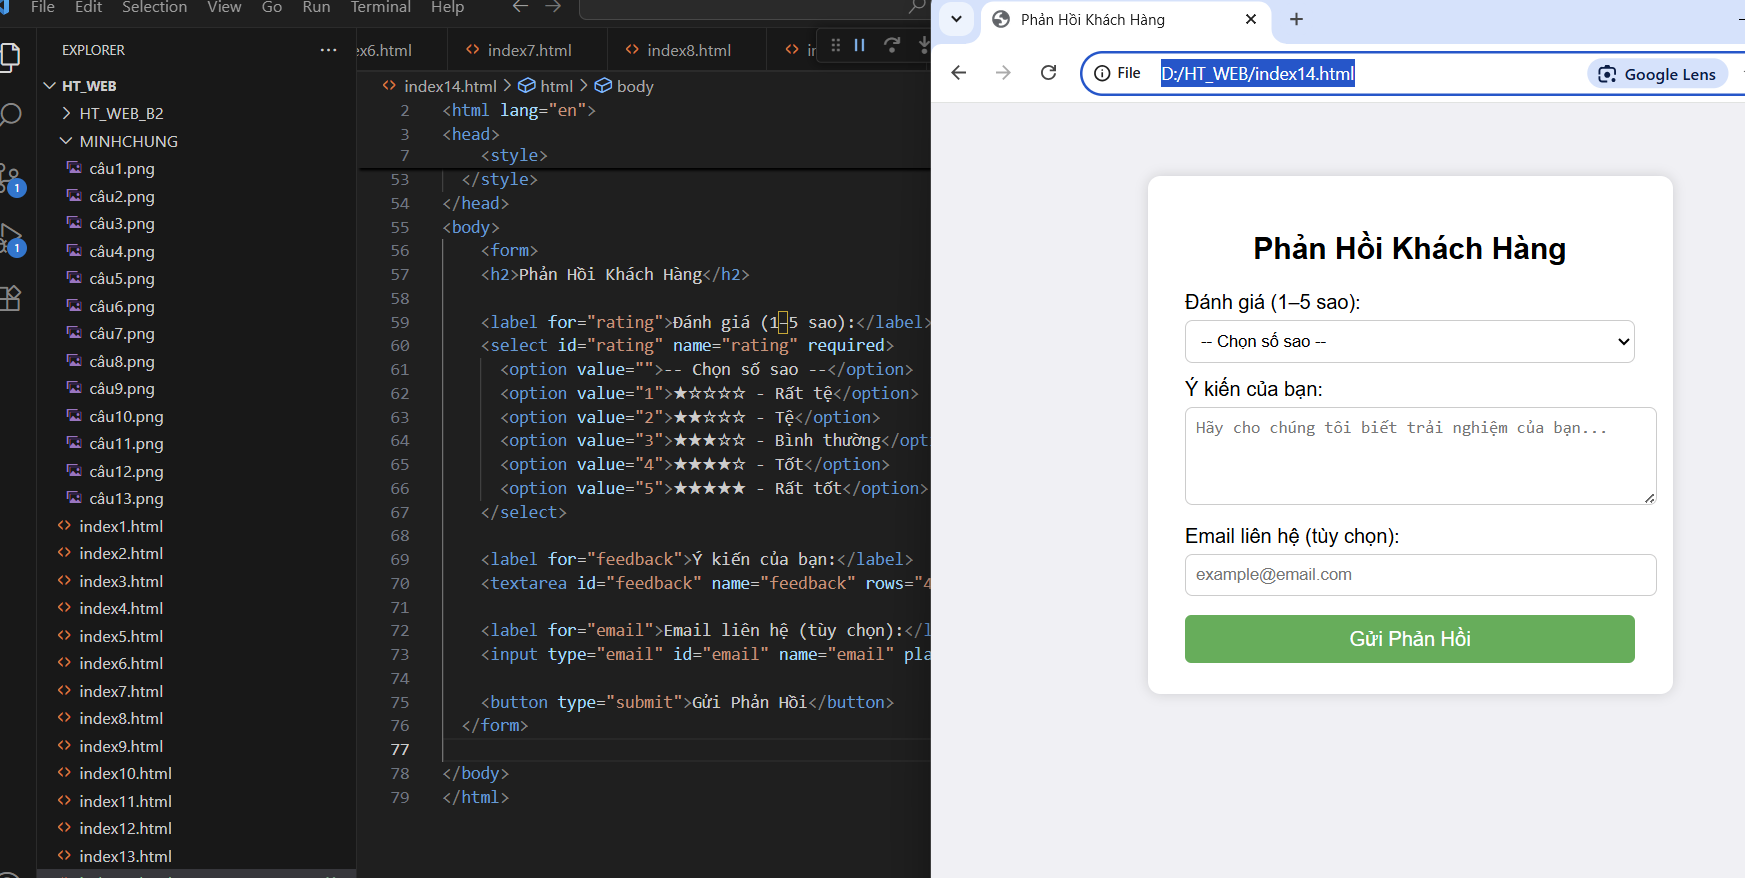 File Edit Selection View Go Run Terminal Help
EXPLORER
HT_WEB
HT_WEB_B2
MINHCHUNG
câu1.png
câu2.png
câu3.png
câu4.png
câu5.png
câu6.png
câu7.png
câu8.png
câu9.png
câu10.png
câu11.png
câu12.png
câu13.png
index1.html
index2.html
index3.html
index4.html
index5.html
index6.html
index7.html
index8.html
index9.html
index10.html
index11.html
index12.html
index13.html
1
1
ex6.html index7.html index8.html
index14.html > html > body
2 <html lang="en">
3 <head>
7 <style>
53 </style>
54 </head>
55 <body>
56 <form>
57 <h2>Phản Hồi Khách Hàng</h2>
58
59 <label for="rating">Đánh giá (1–5 sao):</label>
60 <select id="rating" name="rating" required>
61 <option value="">-- Chọn số sao --</option>
62 <option value="1">★☆☆☆☆ - Rất tệ</option>
63 <option value="2">★★☆☆☆ - Tệ</option>
64 <option value="3">★★★☆☆ - Bình thường</opt
65 <option value="4">★★★★☆ - Tốt</option>
66 <option value="5">★★★★★ - Rất tốt</option>
67 </select>
68
69 <label for="feedback">Ý kiến của bạn:</label>
70 <textarea id="feedback" name="feedback" rows="4
71
72 <label for="email">Email liên hệ (tùy chọn):</l
73 <input type="email" id="email" name="email" pla
74
75 <button type="submit">Gửi Phản Hồi</button>
76 </form>
77
78 </body>
79 </html>
Phản Hồi Khách Hàng
File D:/HT_WEB/index14.html Google Lens
Phản Hồi Khách Hàng
Đánh giá (1–5 sao):
-- Chọn số sao --
Ý kiến của bạn:
Hãy cho chúng tôi biết trải nghiệm của bạn...
Email liên hệ (tùy chọn):
example@email.com
Gửi Phản Hồi